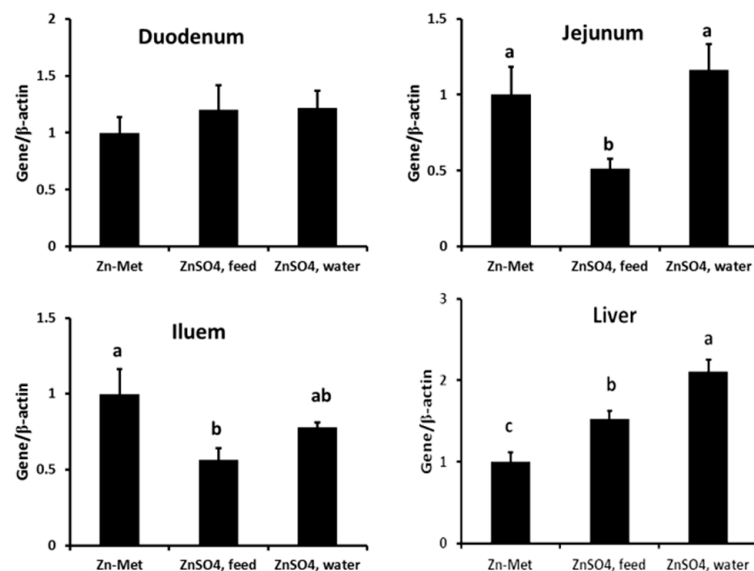 Duodenum
Gene/β-actin
2
1.5
1
0.5
0
Zn-Met
ZnSO4, feed
ZnSO4, water
Jejunum
Gene/β-actin
1.5
1
0.5
0
a
b
a
Zn-Met
ZnSO4, feed
ZnSO4, water
Iluem
Gene/β-actin
1.5
1
0.5
0
a
b
ab
Zn-Met
ZnSO4, feed
ZnSO4, water
Liver
Gene/β-actin
3
2
1
0
c
b
a
Zn-Met
ZnSO4, feed
ZnSO4, water